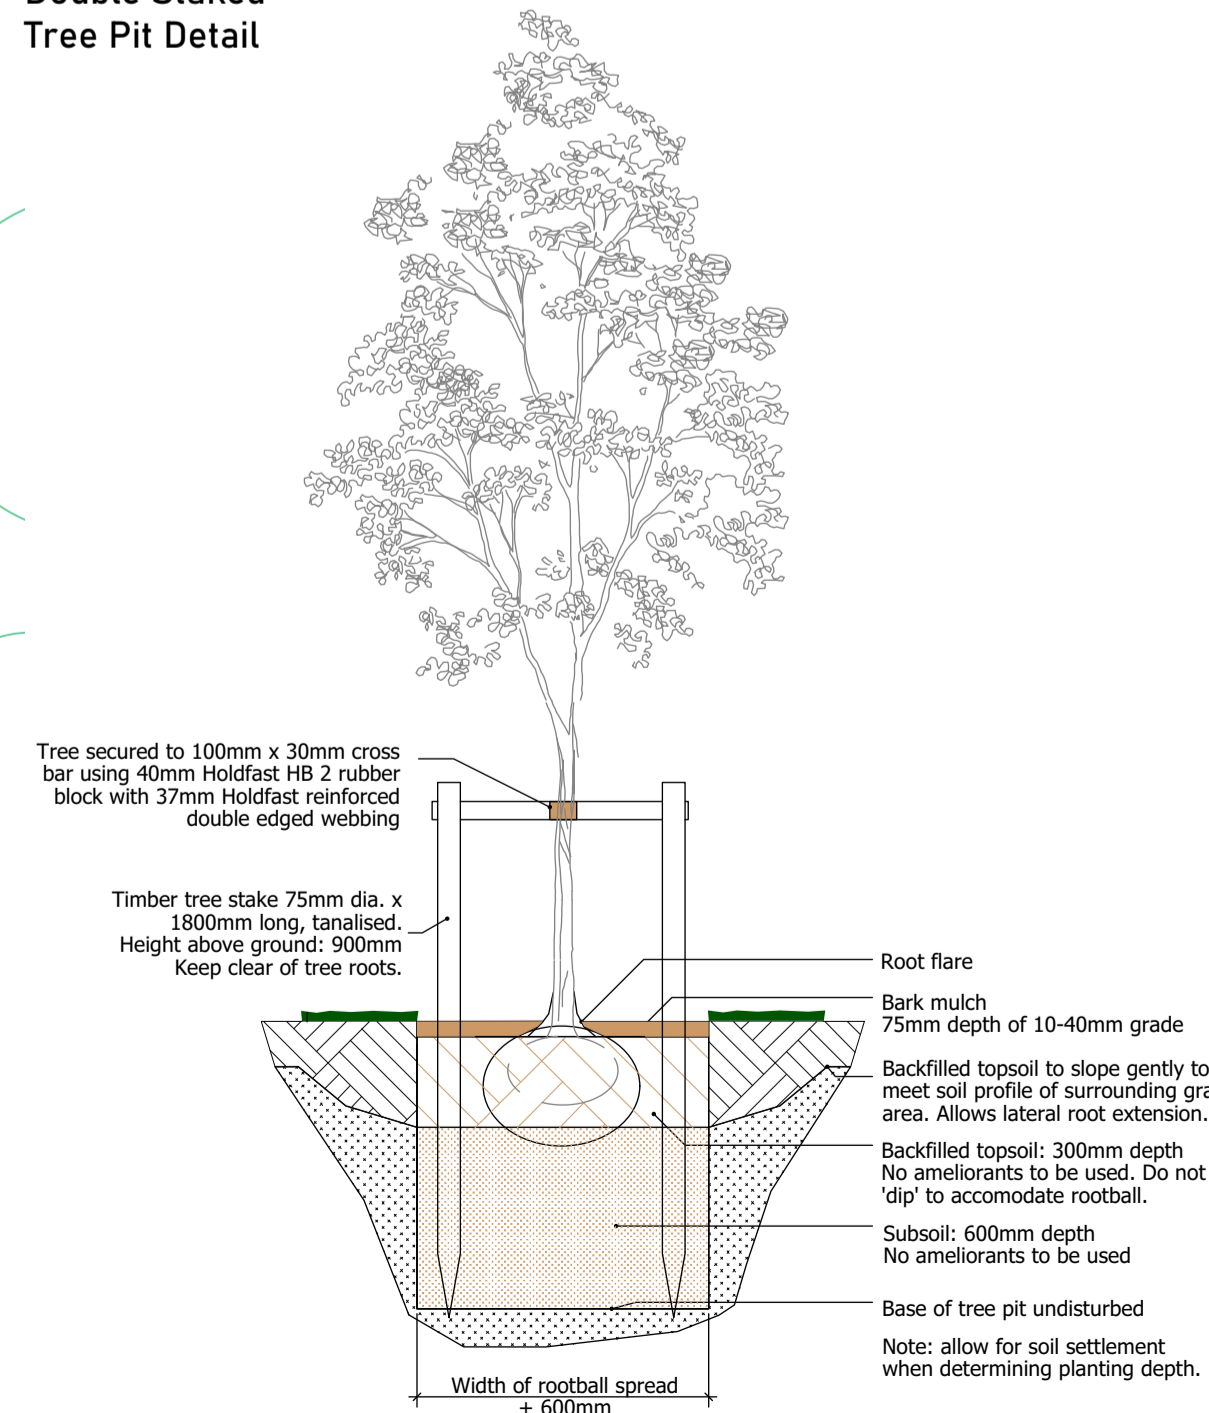 Double Staked
Tree Pit Detail
Tree secured to 100mm x 30mm cross
bar using 40mm Holdfast HB 2 rubber
block with 37mm Holdfast reinforced
double edged webbing
Timber tree stake 75mm dia. x
1800mm long, tanalised.
Height above ground: 900mm
Keep clear of tree roots.
Root flare
Bark mulch
75mm depth of 10-40mm grade
Backfilled topsoil to slope gently to
meet soil profile of surrounding
area. Allows lateral root extension.
Backfilled topsoil: 300mm depth
No ameliorants to be used. Do not
'dip' to accomodate rootball.
Subsoil: 600mm depth
No ameliorants to be used
Base of tree pit undisturbed
Note: allow for soil settlement
when determining planting depth.
Width of rootball spread
+ 600mm